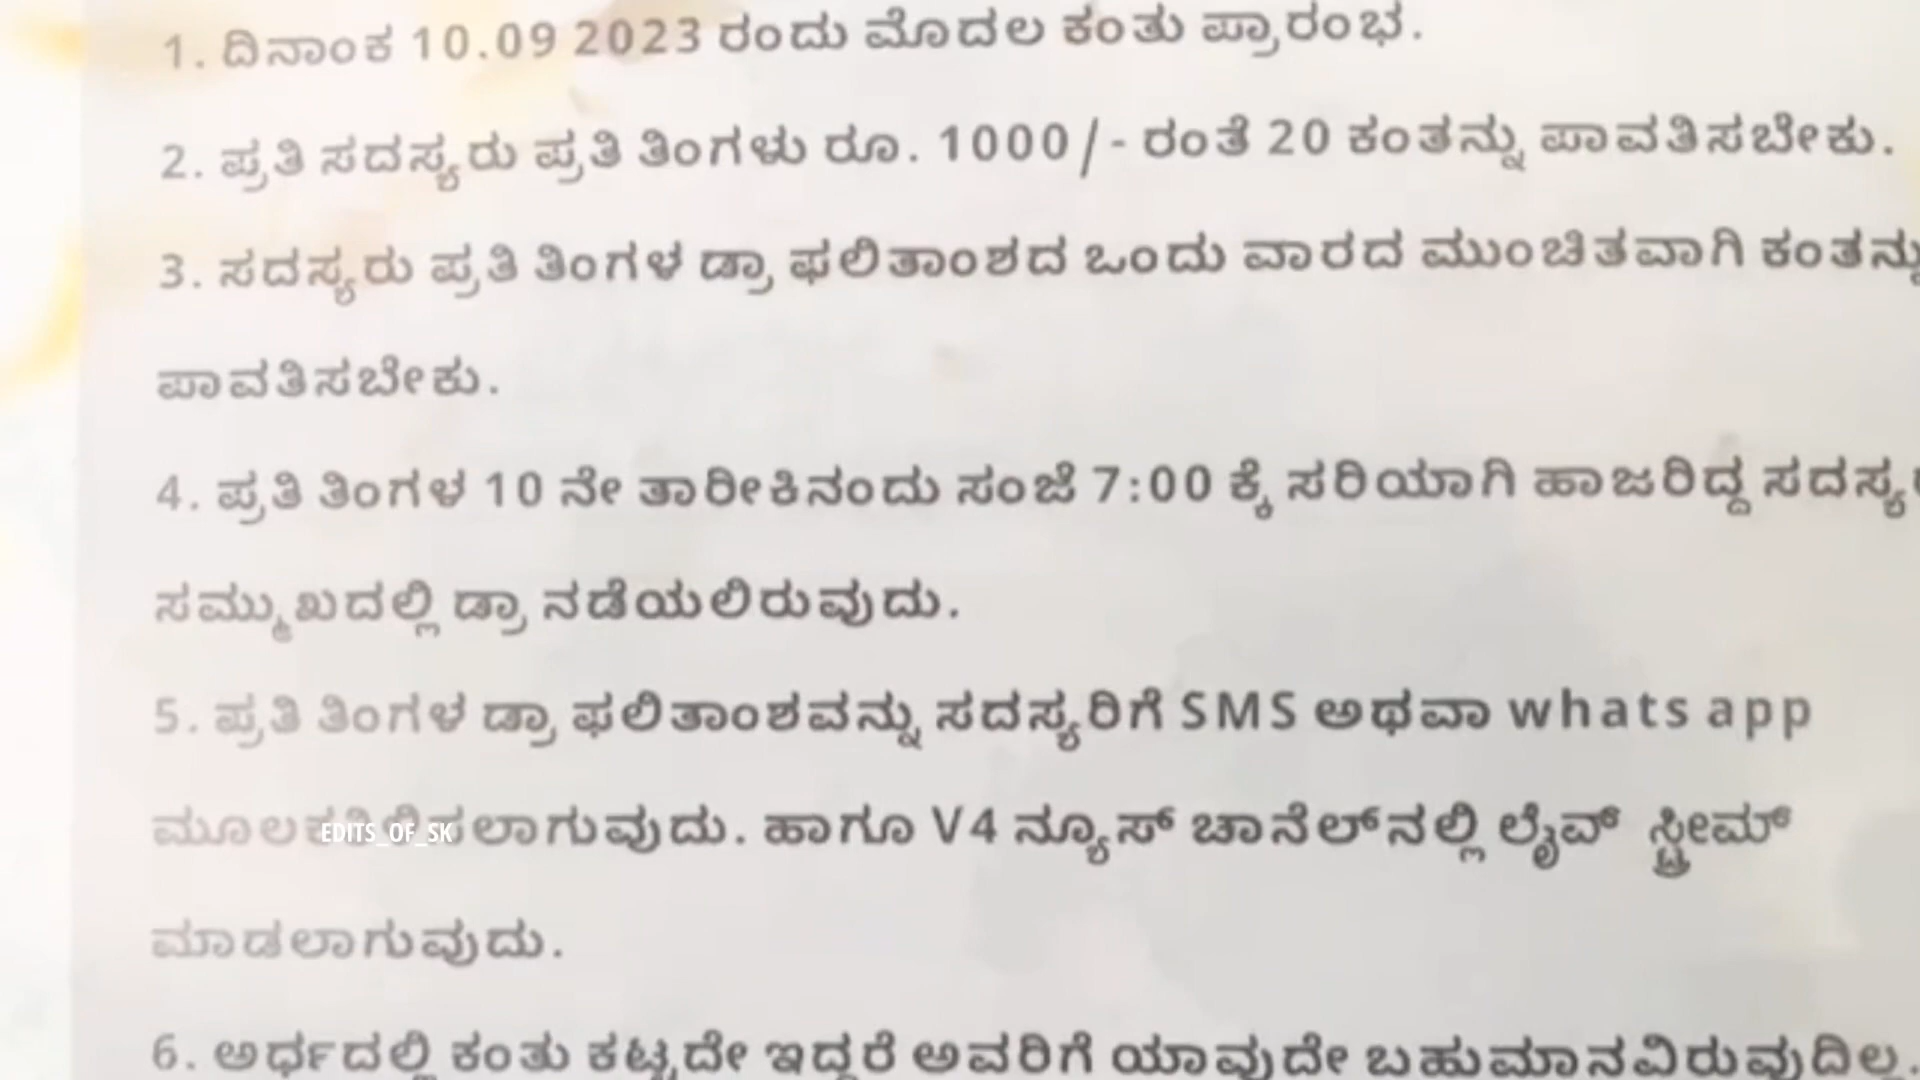 1. ದಿನಾಂಕ 10.09 2023 ರಂದು ಮೊದಲ ಕಂತು ಪ್ರಾರಂಭ.
2. ಪ್ರತಿ ಸದಸ್ಯರು ಪ್ರತಿ ತಿಂಗಳು ರೂ. 1000/- ರಂತೆ 20 ಕಂತನ್ನು ಪಾವತಿಸಬೇಕು.
3. ಸದಸ್ಯರು ಪ್ರತಿ ತಿಂಗಳ ಡ್ರಾ ಫಲಿತಾಂಶದ ಒಂದು ವಾರದ ಮುಂಚಿತವಾಗಿ ಕಂತನ್ನು
ಪಾವತಿಸಬೇಕು.
4. ಪ್ರತಿ ತಿಂಗಳ 10 ನೇ ತಾರೀಕಿನಂದು ಸಂಜೆ 7:00 ಕ್ಕೆ ಸರಿಯಾಗಿ ಹಾಜರಿದ್ದ
ಸಮ್ಮುಖದಲ್ಲಿ ಡ್ರಾ ನಡೆಯಲಿರುವುದು.
5. ಪ್ರತಿ ತಿಂಗಳ ಡ್ರಾ ಫಲಿತಾಂಶವನ್ನು ಸದಸ್ಯರಿಗೆ SMS ಅಥವಾ whats app
EDITS_OF_SK ಹಾಗೂ V4 ನ್ಯೂಸ್ ಚಾನೆಲ್‌ನಲ್ಲಿ ಲೈವ್ ಸ್ಟ್ರೀಮ್
ಮಾಡಲಾಗುವುದು.
6. ಅರ್ಧದಲ್ಲಿ ಕಂತು ಕಟ್ಟದೇ ಇದ್ದರೆ ಅವರಿಗೆ ಯಾವುದೇ ಬಹುಮಾನವಿರುವುದಿಲ್ಲ.